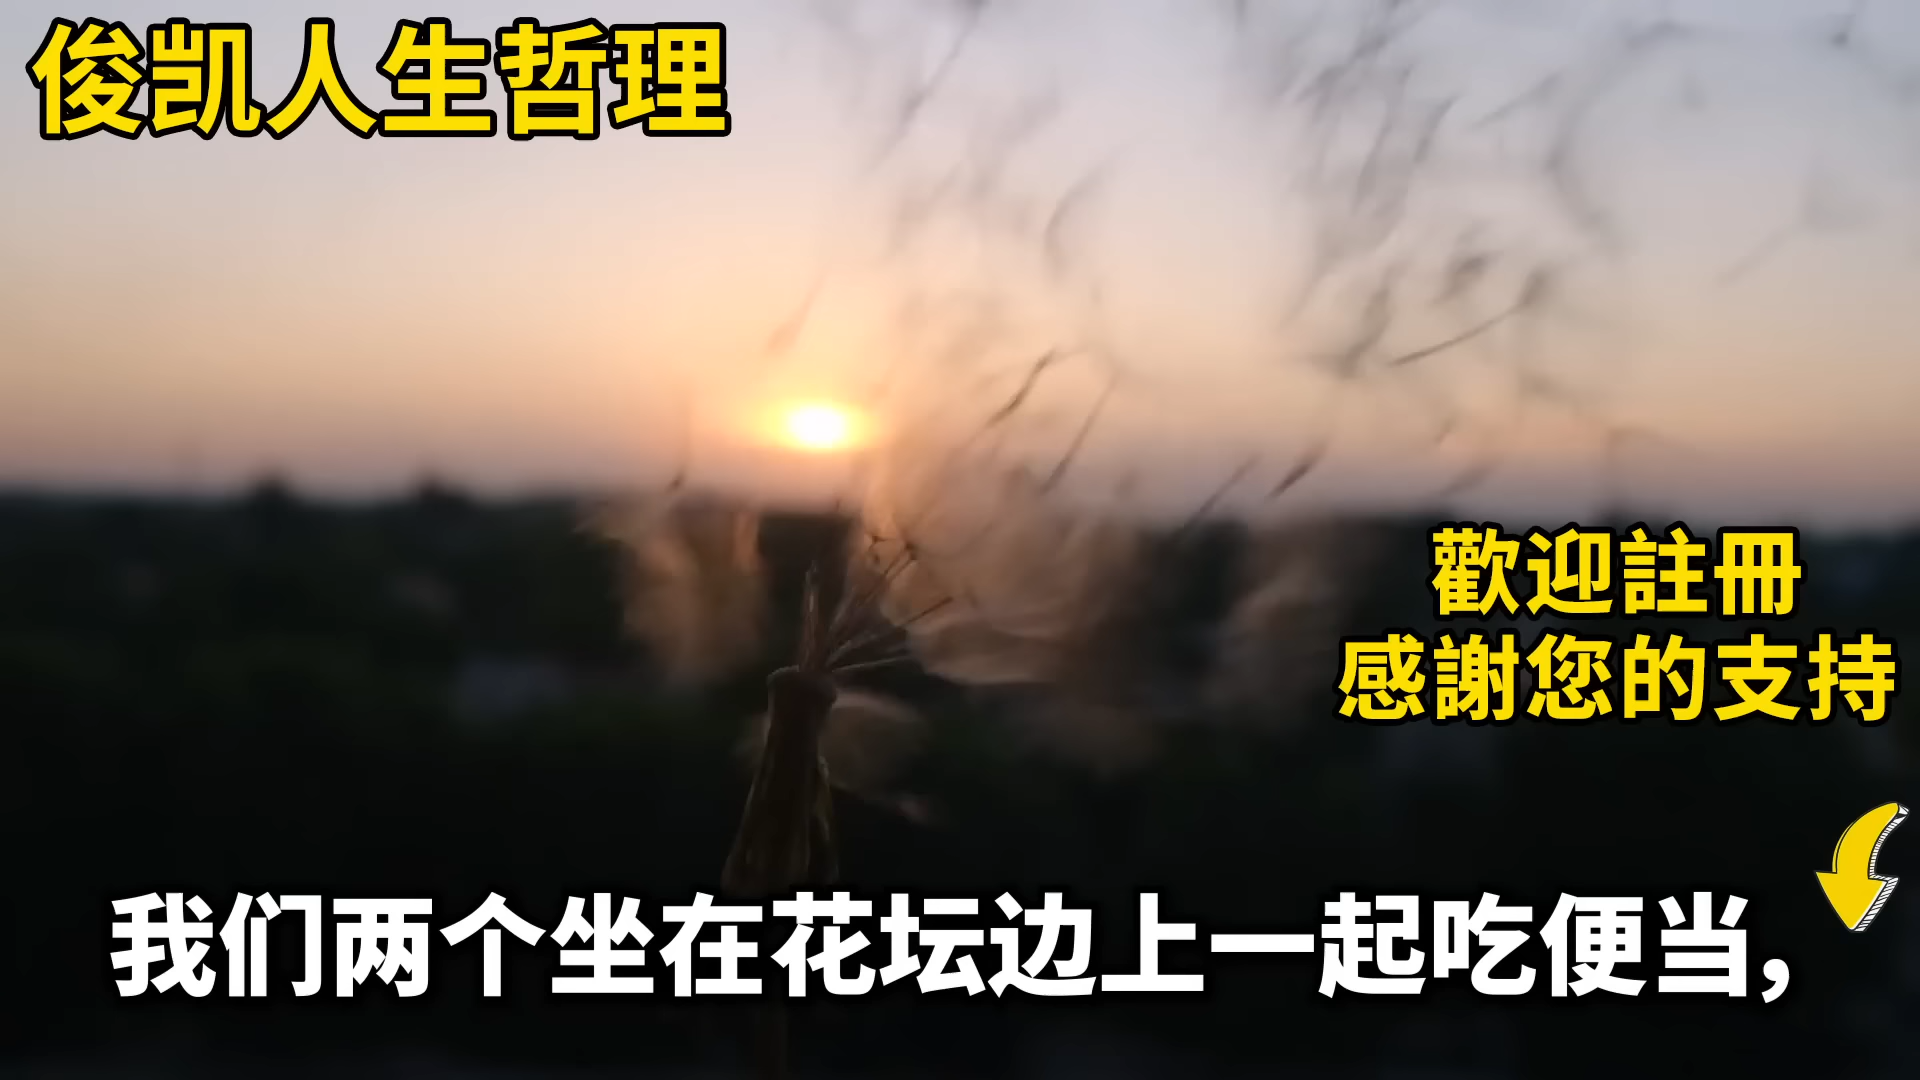 俊凯人生哲理
歡迎註冊
感謝您的支持
我们两个坐在花坛边上一起吃便当,